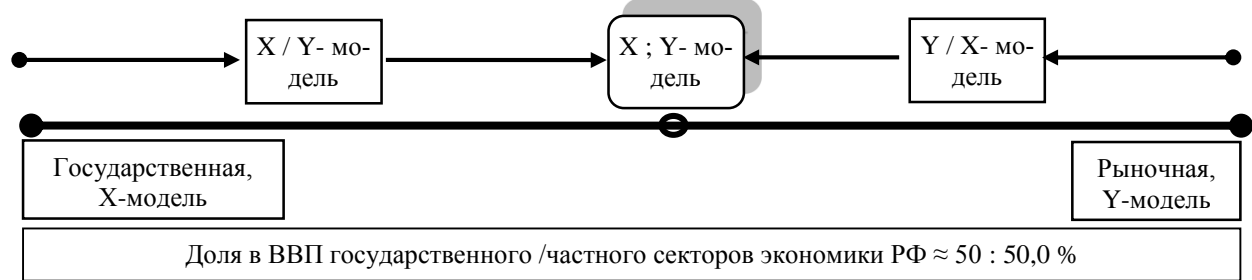 X / Y- мо-
дель
X ; Y- мо-
дель
Y / X- мо-
дель
Государственная,
X-модель
Рыночная,
Y-модель
Доля в ВВП государственного /частного секторов экономики РФ ≈ 50 : 50,0 %